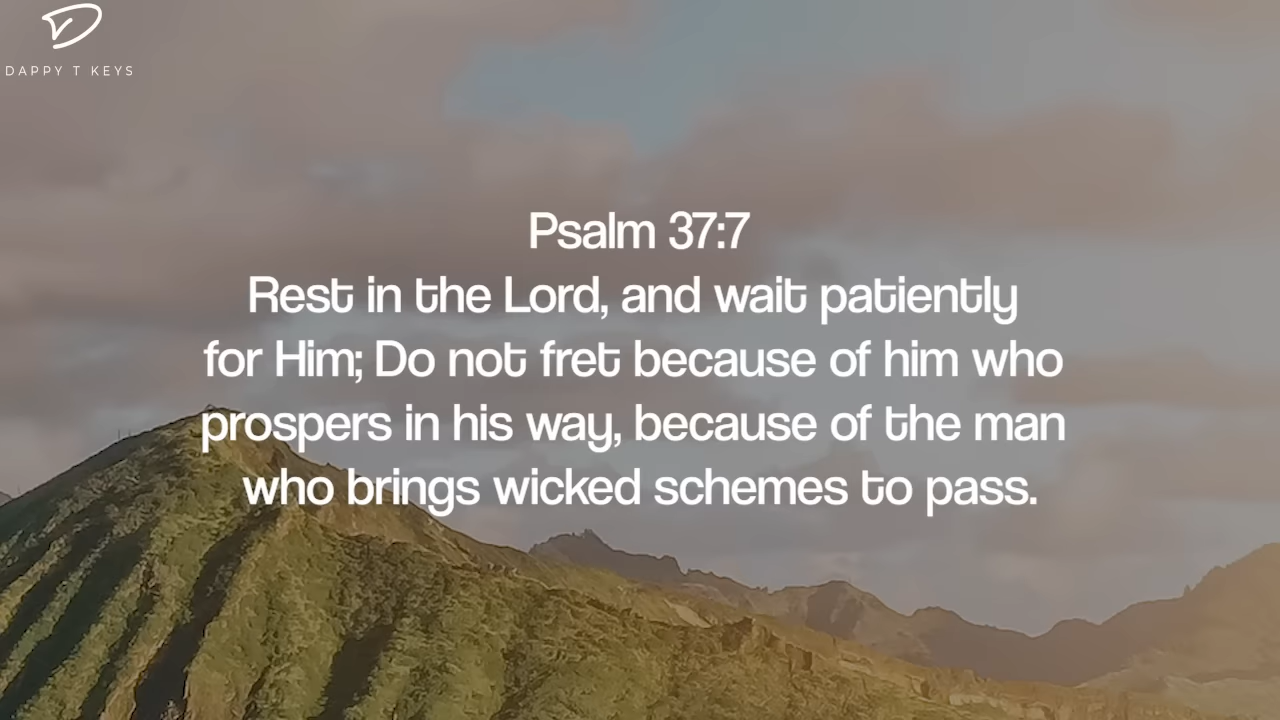 DAPPY T KEYS
Psalm 37:7
Rest in the Lord, and wait patiently
for Him; Do not fret because of him who
prospers in his way, because of the man
who brings wicked schemes to pass.